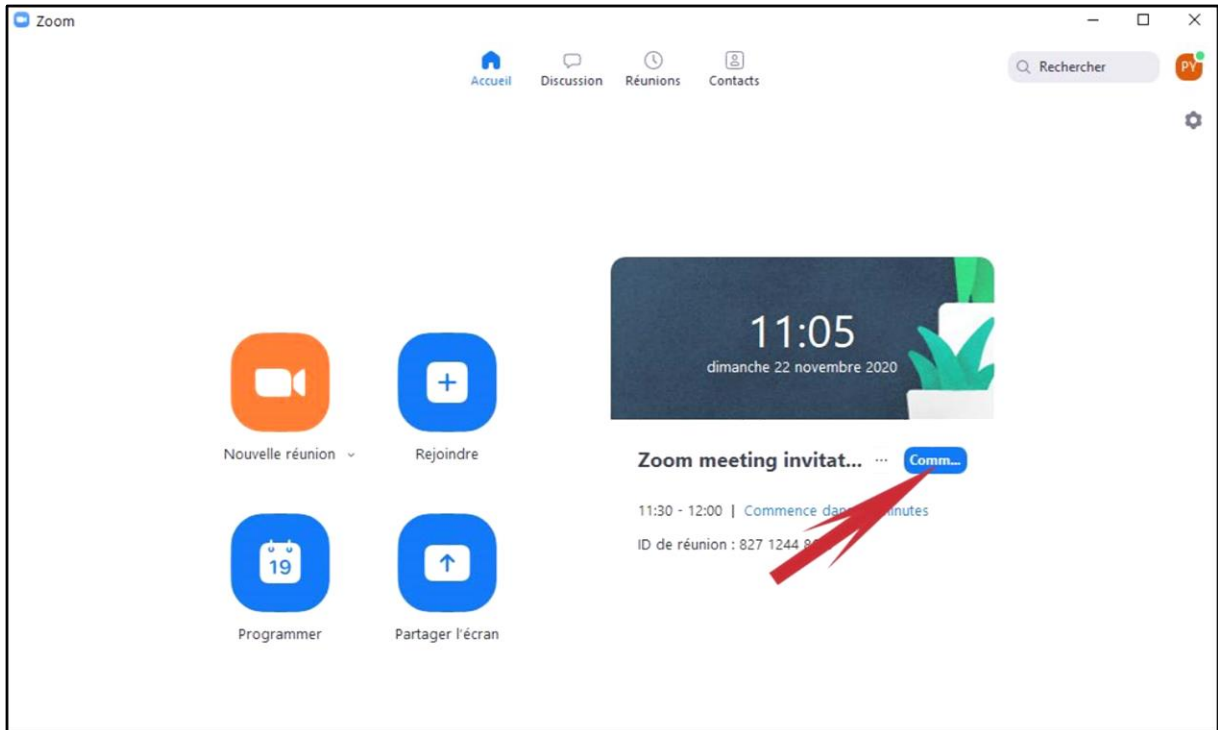 Zoom
Accueil Discussion Réunions Contacts
Rechercher PY
11:05
dimanche 22 novembre 2020
Nouvelle réunion Rejoindre
Zoom meeting invitat... ... Comm...
11:30 - 12:00 | Commence minutes
ID de réunion : 827 1244
19
Programmer Partager l'écran